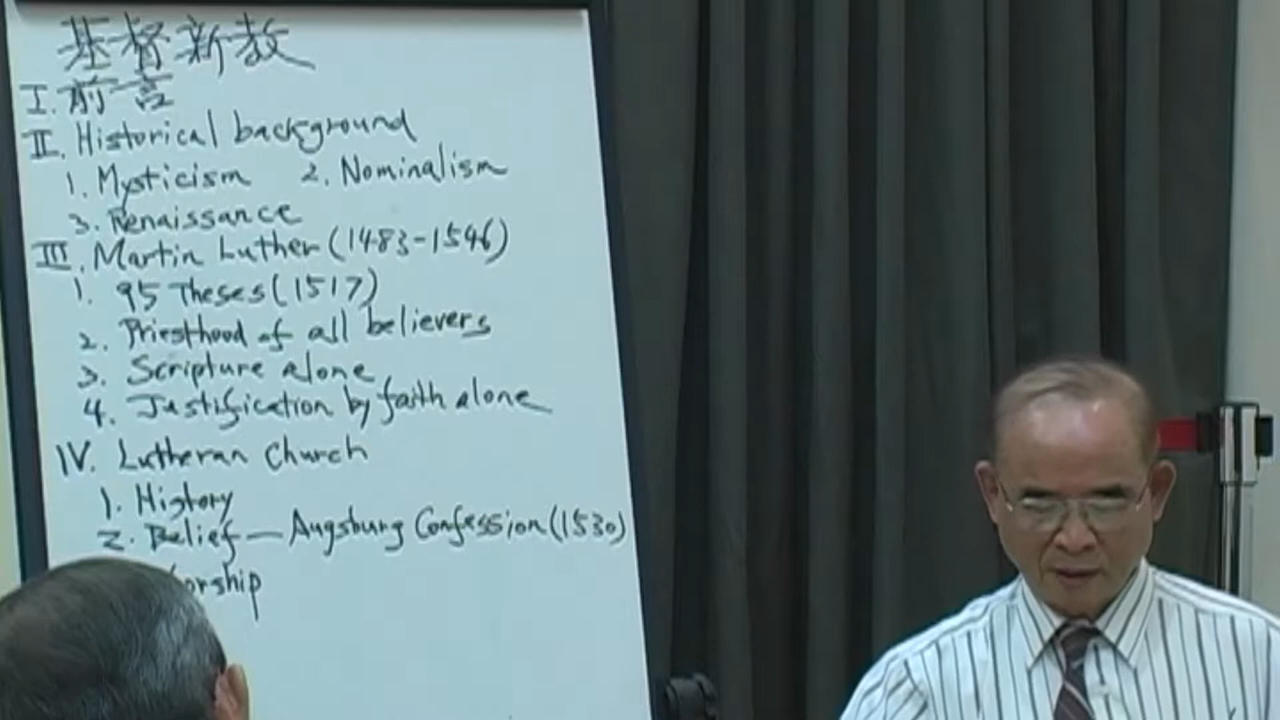 基督新教
I. 前言
II. Historical background
1. Mysticism 2. Nominalism
3. Renaissance
III. Martin Luther (1483-1546)
1. 95 Theses (1517)
2. Priesthood of all believers
3. Scripture alone
4. Justification by faith alone
IV. Lutheran Church
1. History
2. Belief — Augsburg Confession (1530)
orship